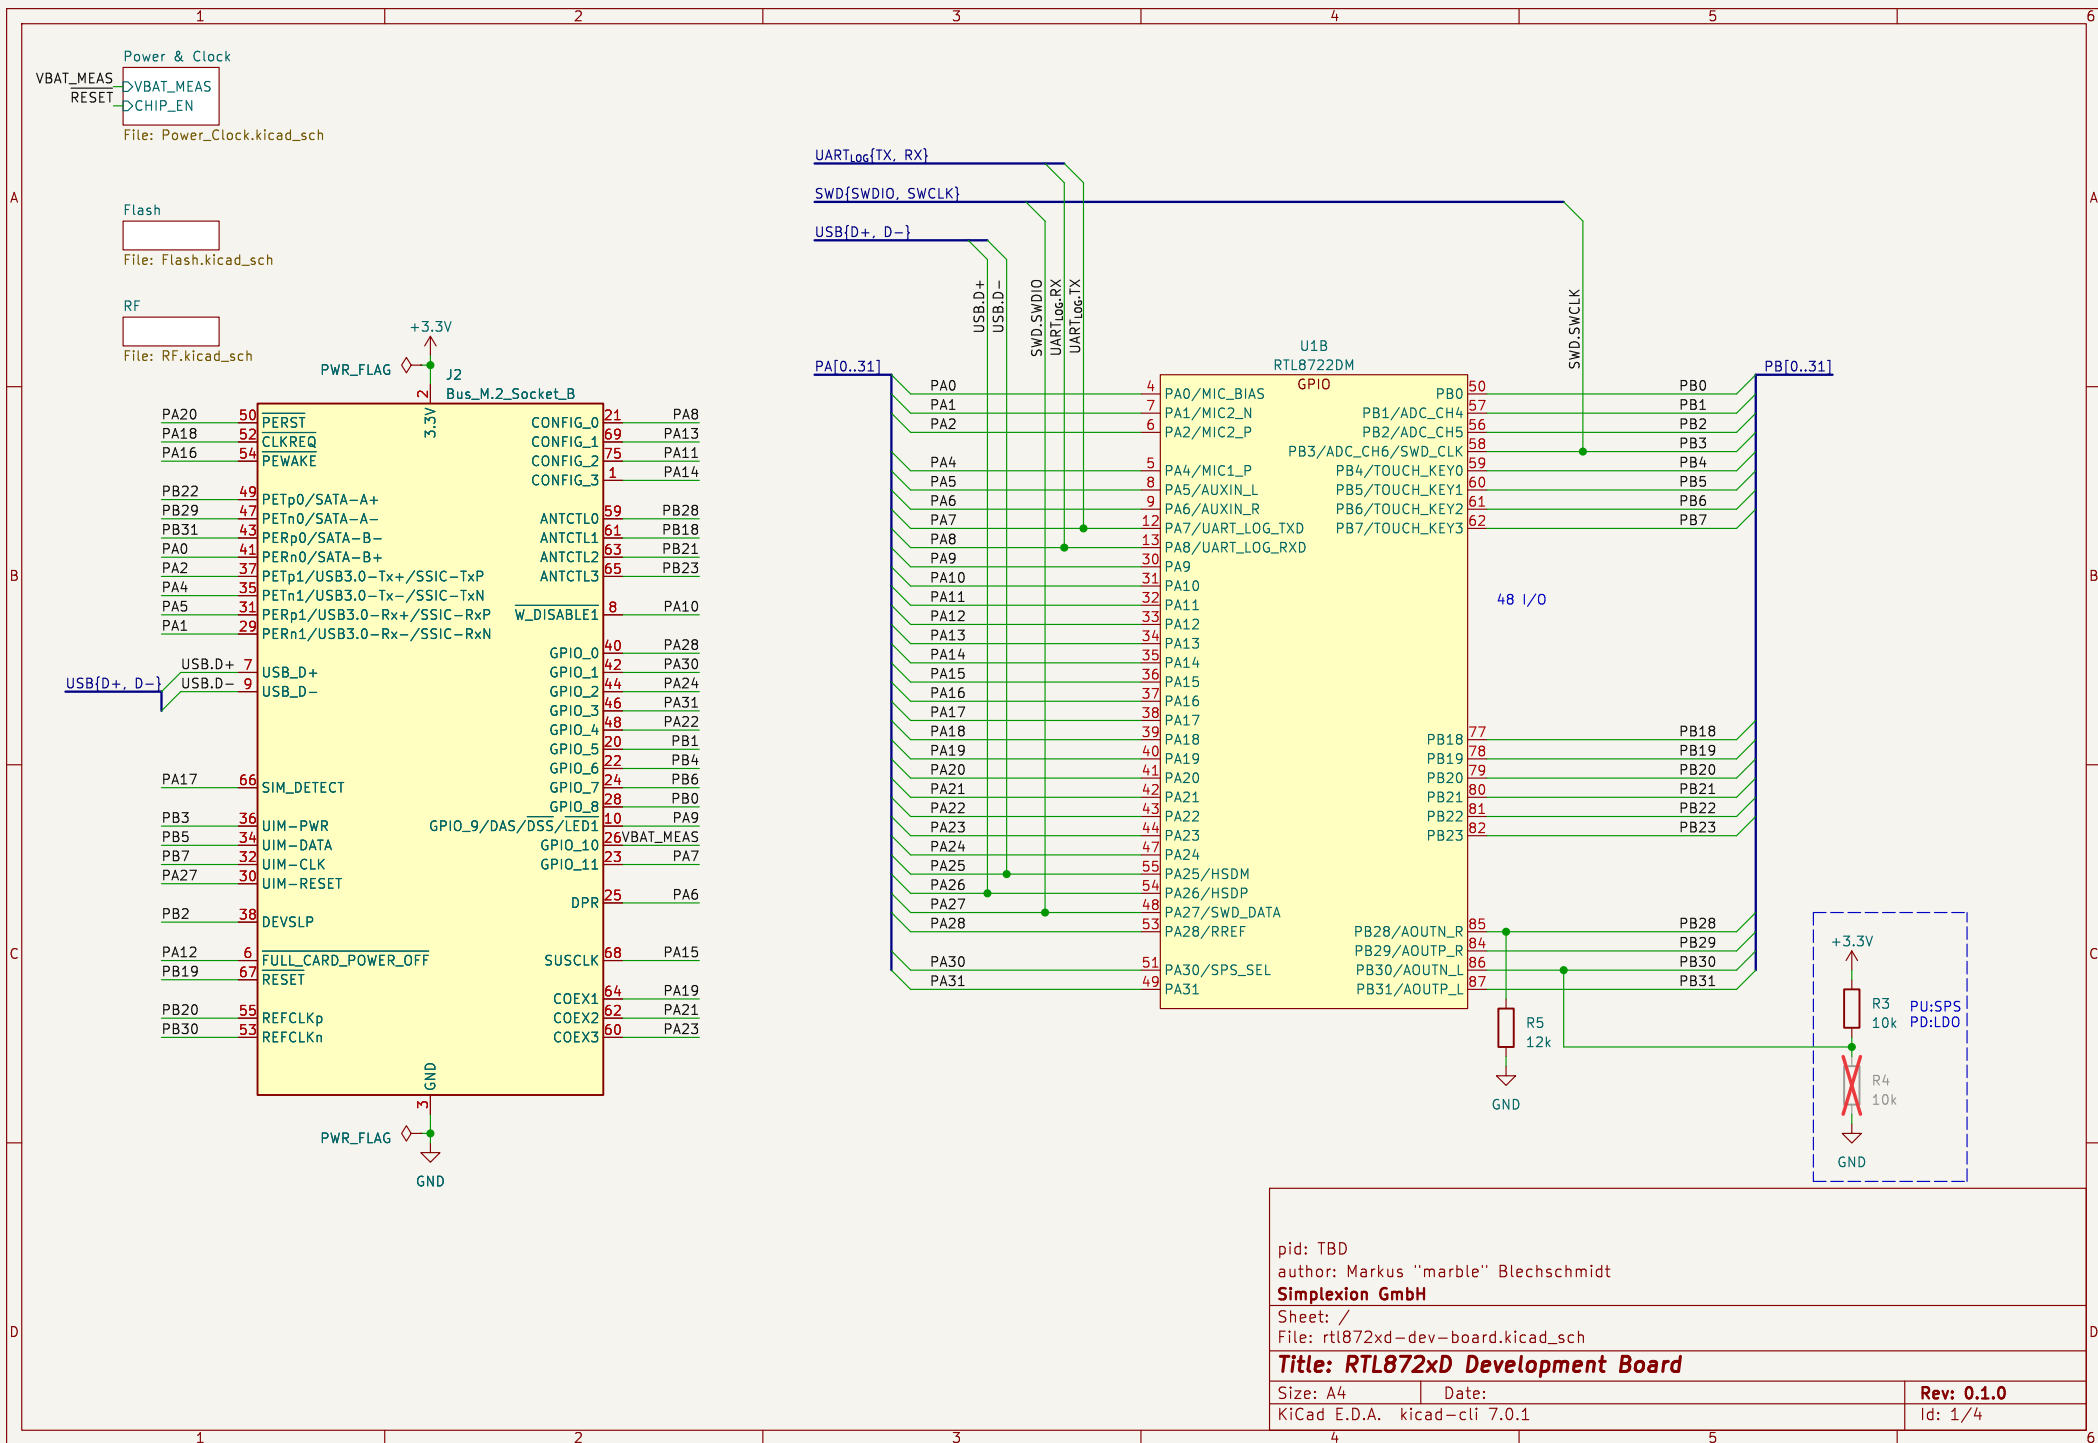 1 2 3 4 5 6
Power & Clock
VBAT_MEAS
VBAT_MEAS
RESET
CHIP_EN
File: Power_Clock.kicad_sch
Flash
File: Flash.kicad_sch
RF
File: RF.kicad_sch
A
B
C
D
+3.3V
PWR_FLAG
J2
Bus_M.2_Socket_B
2
3.3V
PA20 50 PERST
PA18 52 CLKREQ
PA16 54 PEWAKE
PB22 49 PETp0/SATA-A+
PB29 47 PETn0/SATA-A-
PB31 43 PERp0/SATA-B-
PA0 41 PERn0/SATA-B+
PA2 37 PETp1/USB3.0-Tx+/SSIC-TxP
PA4 35 PETn1/USB3.0-Tx-/SSIC-TxN
PA5 31 PERp1/USB3.0-Rx+/SSIC-RxP
PA1 29 PERn1/USB3.0-Rx-/SSIC-RxN
USB{D+, D-}
USB.D+ 7 USB_D+
USB.D- 9 USB_D-
PA17 66 SIM_DETECT
PB3 36 UIM-PWR
PB5 34 UIM-DATA
PB7 32 UIM-CLK
PA27 30 UIM-RESET
PB2 38 DEVSLP
PA12 6 FULL_CARD_POWER_OFF
PB19 67 RESET
PB20 55 REFCLKp
PB30 53 REFCLKn
CONFIG_0 21 PA8
CONFIG_1 69 PA13
CONFIG_2 75 PA11
CONFIG_3 1 PA14
ANTCTL0 59 PB28
ANTCTL1 61 PB18
ANTCTL2 63 PB21
ANTCTL3 65 PB23
W_DISABLE1 8 PA10
GPIO_0 40 PA28
GPIO_1 42 PA30
GPIO_2 44 PA24
GPIO_3 46 PA31
GPIO_4 48 PA22
GPIO_5 20 PB1
GPIO_6 22 PB4
GPIO_7 24 PB6
GPIO_8 28 PB0
GPIO_9/DAS/DSS/LED1 10 PA9
GPIO_10 26 VBAT_MEAS
GPIO_11 23 PA7
DPR 25 PA6
SUSCLK 68 PA15
COEX1 64 PA19
COEX2 62 PA21
COEX3 60 PA23
GND
3
PWR_FLAG
GND
UARTLOG{TX, RX}
SWD{SWDIO, SWCLK}
USB{D+, D-}
USB.D+
USB.D-
SWD.SWDIO
UARTLOG.RX
UARTLOG.TX
SWD.SWCLK
U1B
RTL8722DM
GPIO
PA[0..31]
PB[0..31]
PA0 4 PA0/MIC_BIAS
PA1 7 PA1/MIC2_N
PA2 6 PA2/MIC2_P
PA4 5 PA4/MIC1_P
PA5 8 PA5/AUXIN_L
PA6 9 PA6/AUXIN_R
PA7 12 PA7/UART_LOG_TXD
PA8 13 PA8/UART_LOG_RXD
PA9 30 PA9
PA10 31 PA10
PA11 32 PA11
PA12 33 PA12
PA13 34 PA13
PA14 35 PA14
PA15 36 PA15
PA16 37 PA16
PA17 38 PA17
PA18 39 PA18
PA19 40 PA19
PA20 41 PA20
PA21 42 PA21
PA22 43 PA22
PA23 44 PA23
PA24 47 PA24
PA25 55 PA25/HSDM
PA26 54 PA26/HSDP
PA27 48 PA27/SWD_DATA
PA28 53 PA28/RREF
PA30 51 PA30/SPS_SEL
PA31 49 PA31
PB0 50 PB0
PB1/ADC_CH4 57 PB1
PB2/ADC_CH5 56 PB2
PB3/ADC_CH6/SWD_CLK 58 PB3
PB4/TOUCH_KEY0 59 PB4
PB5/TOUCH_KEY1 60 PB5
PB6/TOUCH_KEY2 61 PB6
PB7/TOUCH_KEY3 62 PB7
48 I/O
PB18 77 PB18
PB19 78 PB19
PB20 79 PB20
PB21 80 PB21
PB22 81 PB22
PB23 82 PB23
PB28/AOUTN_R 85 PB28
PB29/AOUTP_R 84 PB29
PB30/AOUTN_L 86 PB30
PB31/AOUTP_L 87 PB31
R5
12k
GND
+3.3V
R3
10k
PU:SPS
PD:LDO
R4
10k
GND
pid: TBD
author: Markus "marble" Blechschmidt
Simplexion GmbH
Sheet: /
File: rtl872xd-dev-board.kicad_sch
Title: RTL872xD Development Board
Size: A4 Date: Rev: 0.1.0
KiCad E.D.A. kicad-cli 7.0.1 Id: 1/4
A
B
C
D
1 2 3 4 5 6